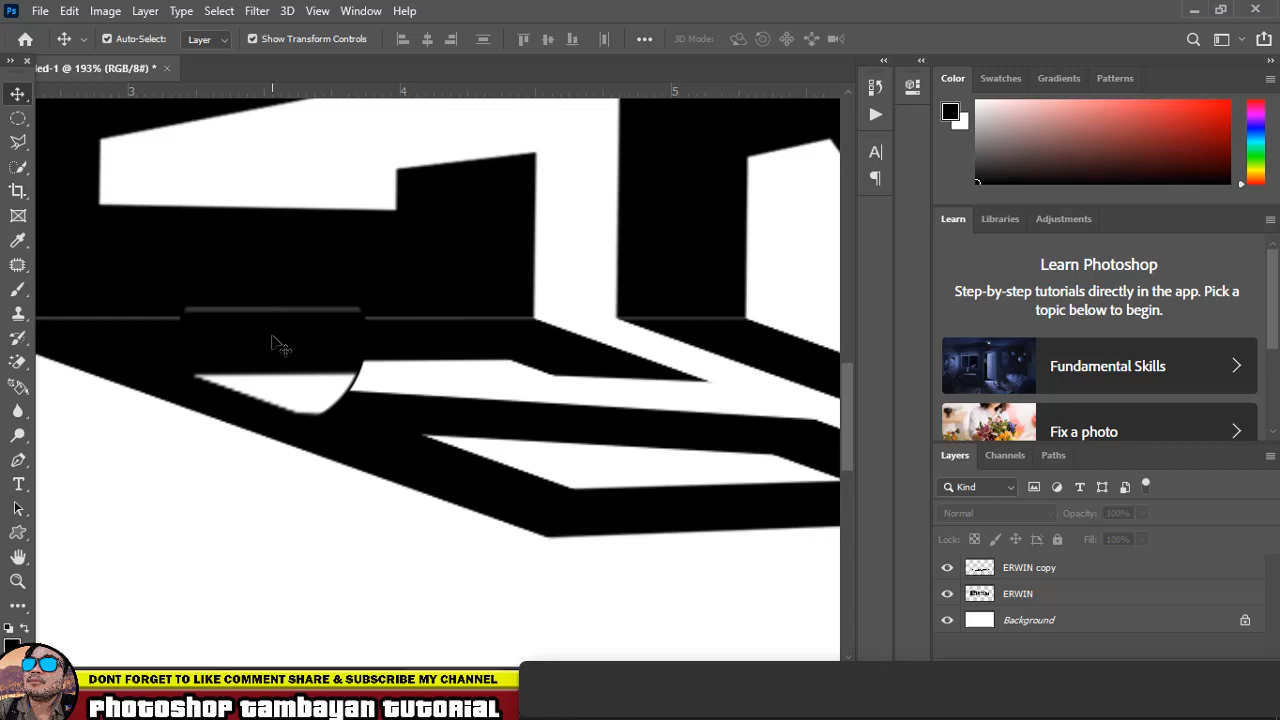 Ps File Edit Image Layer Type Select Filter 3D View Window Help
Auto-Select: Layer Show Transform Controls 3D Mode:
led-1 @ 193% (RGB/8#) *
3 4 5
Color Swatches Gradients Patterns
Learn Libraries Adjustments
Learn Photoshop
Step-by-step tutorials directly in the app. Pick a
topic below to begin.
Fundamental Skills
Fix a photo
Layers Channels Paths
Kind
Normal Opacity: 100%
Lock: Fill: 100%
ERWIN copy
ERWIN
Background
DONT FORGET TO LIKE COMMENT SHARE & SUBSCRIBE MY CHANNEL
PHOTOSHOP TAMBAYAN TUTORIAL